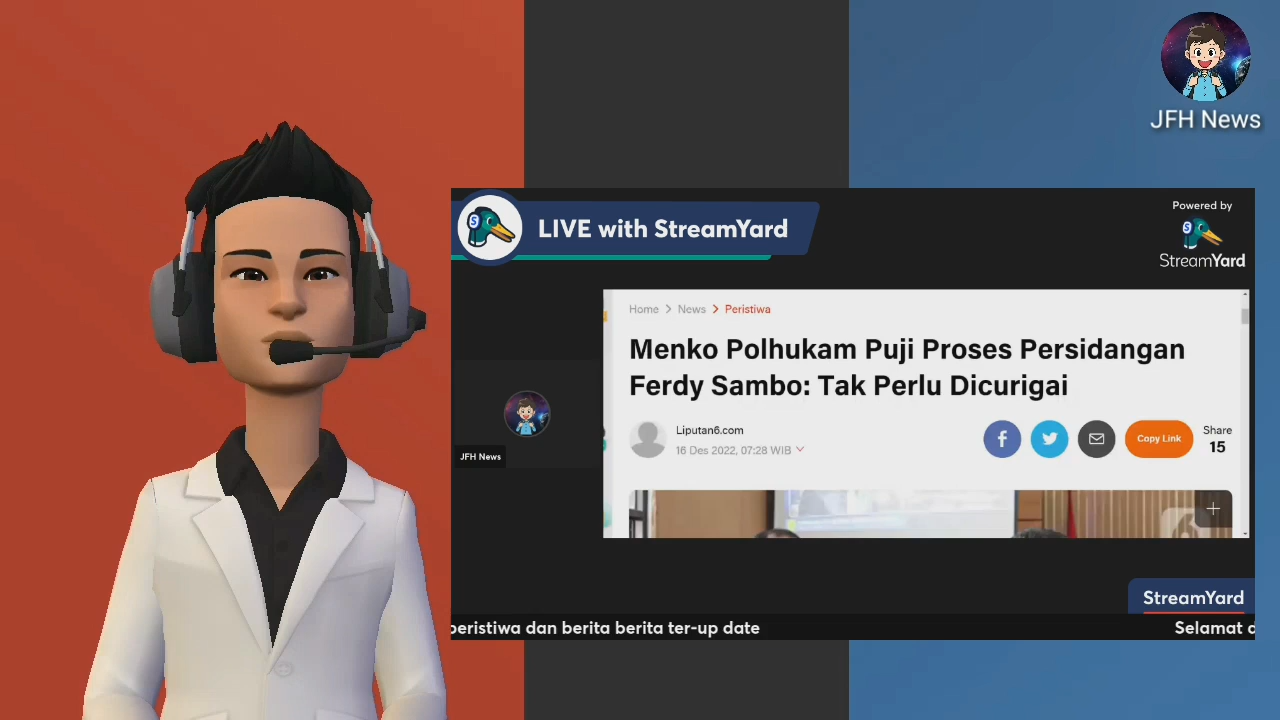 JFH News
LIVE with StreamYard
Powered by
StreamYard
Home > News > Peristiwa
Menko Polhukam Puji Proses Persidangan
Ferdy Sambo: Tak Perlu Dicurigai
Liputan6.com
16 Des 2022, 07:28 WIB
Copy Link
Share
15
JFH News
StreamYard
peristiwa dan berita berita ter-up date
Selamat d